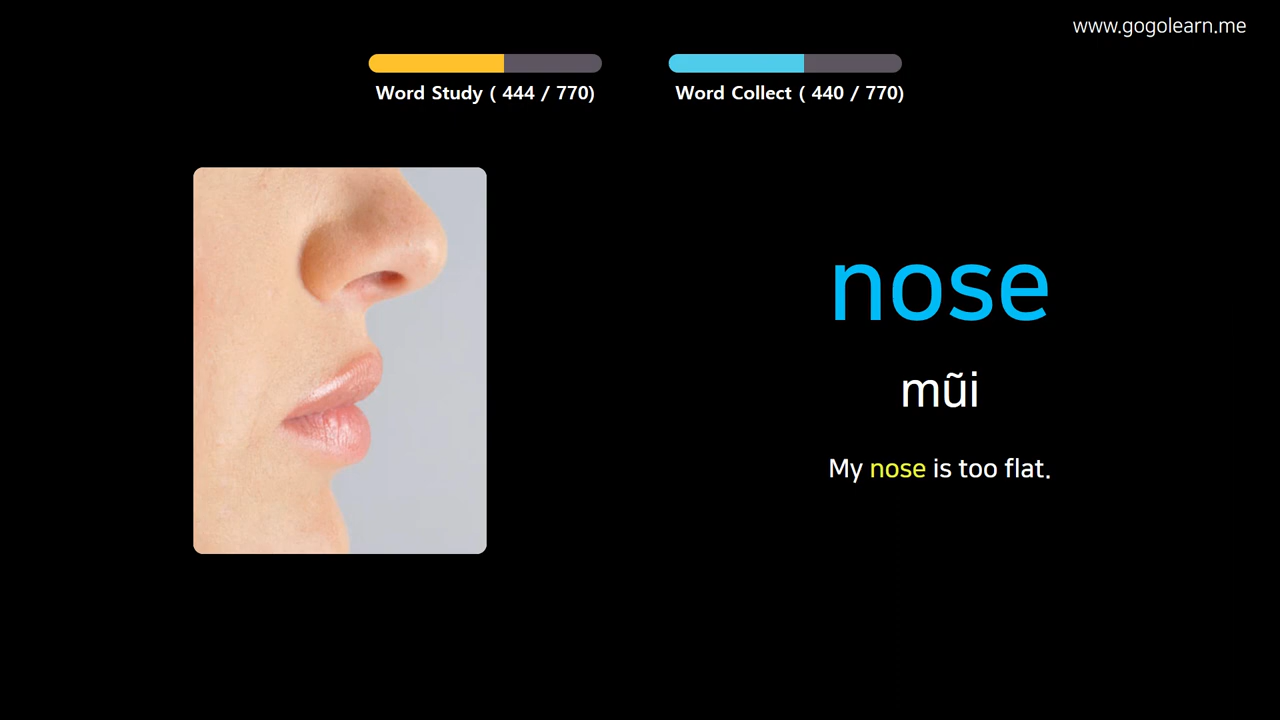 www.gogolearn.me
Word Study ( 444 / 770)
Word Collect ( 440 / 770)
nose
mũi
My nose is too flat.